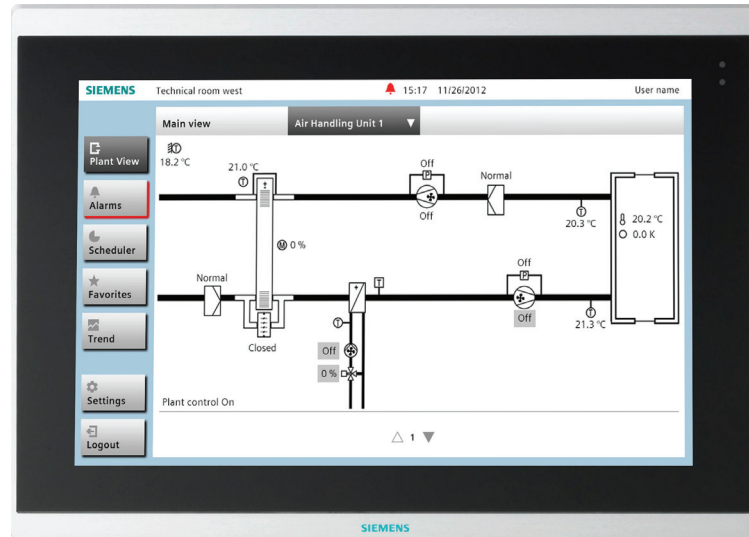 SIEMENS Technical room west 15:17 11/26/2012 User name
Main view Air Handling Unit 1
Plant View
Alarms
Scheduler
Favorites
Trend
Settings
Logout
18.2 °C
21.0 °C
T
Off
P
Off
Normal
T
20.3 °C
20.2 °C
0.0 K
M 0 %
Normal
Closed
T
T
Off
0 %
Off
P
Off
T
21.3 °C
Plant control On
1
SIEMENS